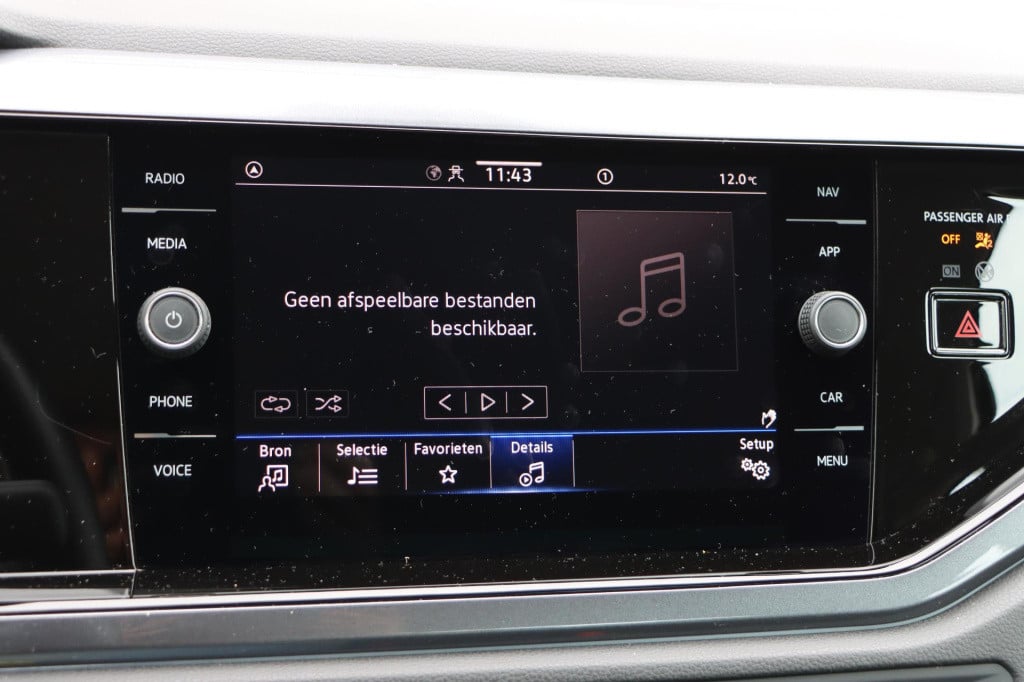 RADIO
MEDIA
PHONE
VOICE
11:43
1
12.0℃
Geen afspeelbare bestanden
beschikbaar.
Bron
Selectie
Favorieten
Details
Setup
NAV
APP
CAR
MENU
PASSENGER AIR
OFF
ON